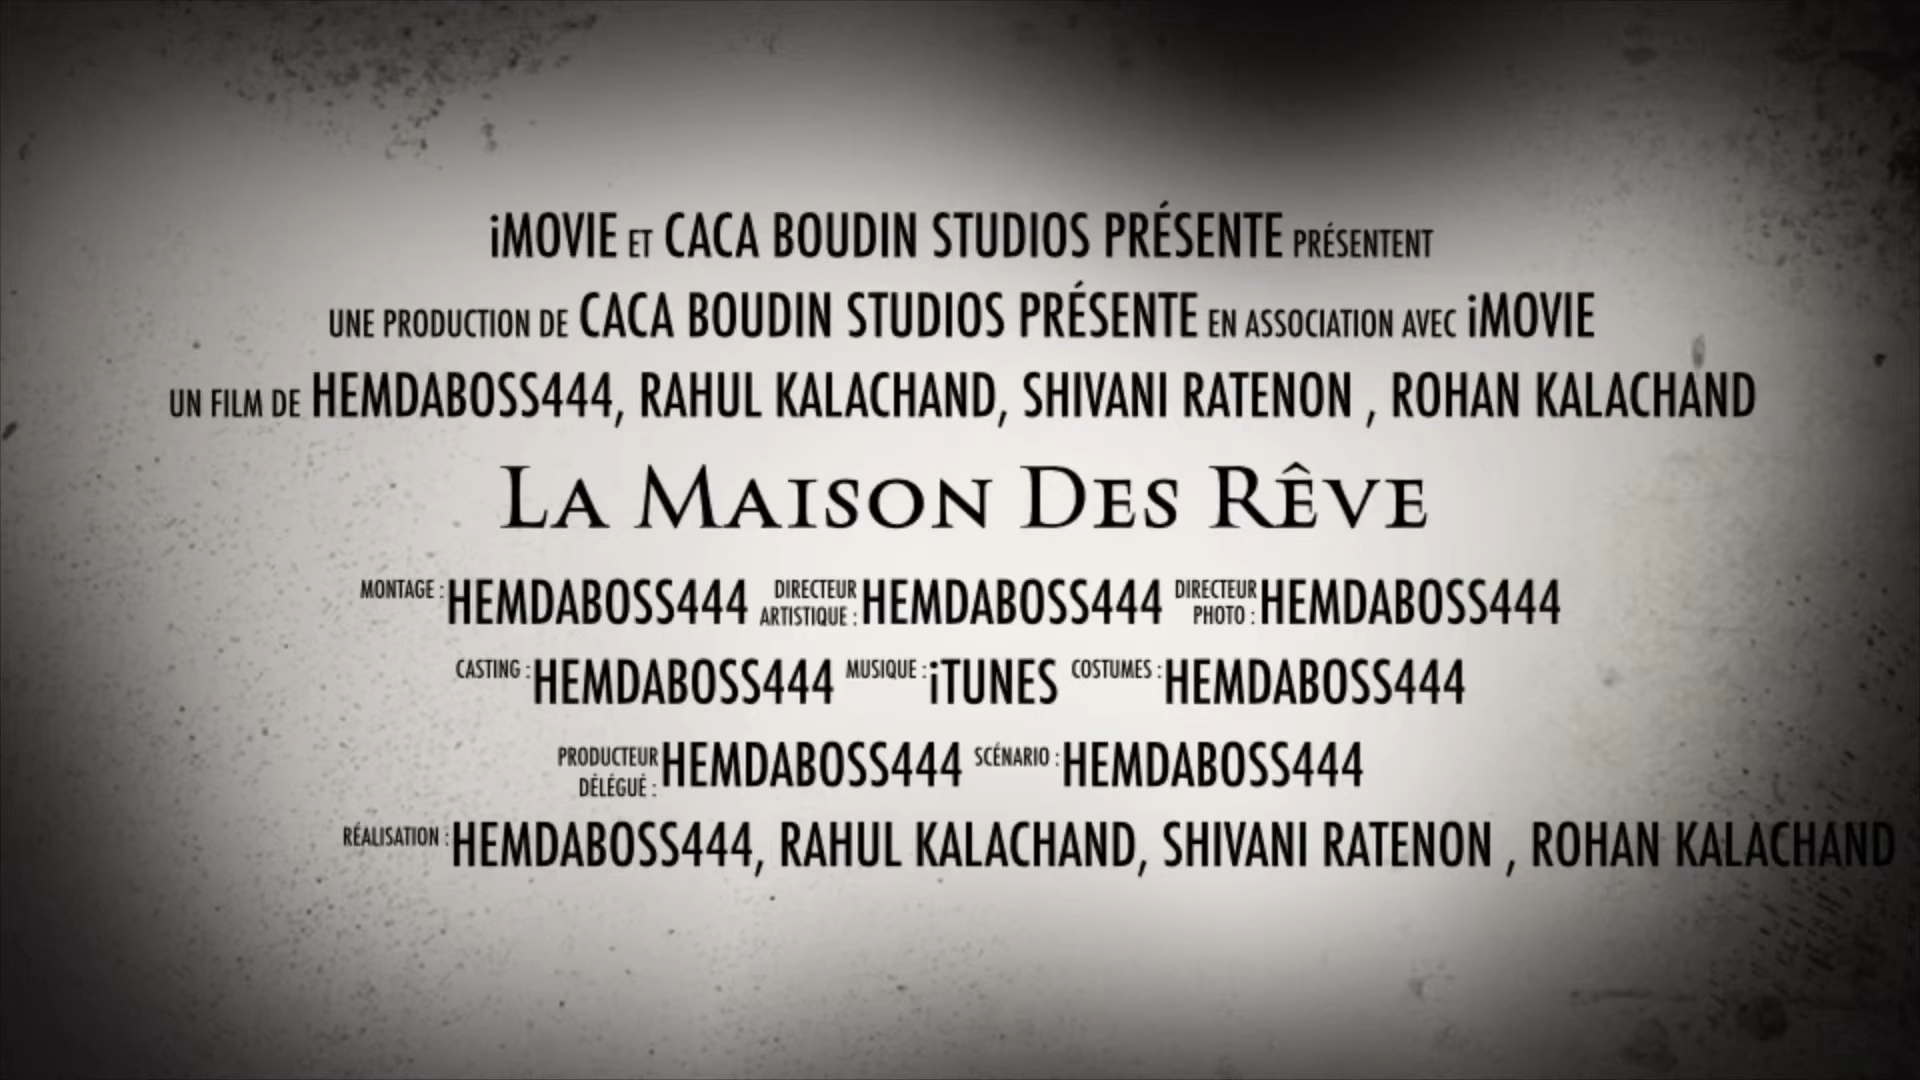 iMOVIE ET CACA BOUDIN STUDIOS PRÉSENTE PRÉSENTENT
UNE PRODUCTION DE CACA BOUDIN STUDIOS PRÉSENTE EN ASSOCIATION AVEC iMOVIE
UN FILM DE HEMDABOSS444, RAHUL KALACHAND, SHIVANI RATENON , ROHAN KALACHAND
LA MAISON DES RÊVE
MONTAGE : HEMDABOSS444 DIRECTEUR ARTISTIQUE : HEMDABOSS444 DIRECTEUR PHOTO : HEMDABOSS444
CASTING : HEMDABOSS444 MUSIQUE : iTUNES COSTUMES : HEMDABOSS444
PRODUCTEUR DÉLÉGUÉ : HEMDABOSS444 SCÉNARIO : HEMDABOSS444
RÉALISATION : HEMDABOSS444, RAHUL KALACHAND, SHIVANI RATENON , ROHAN KALACHAND